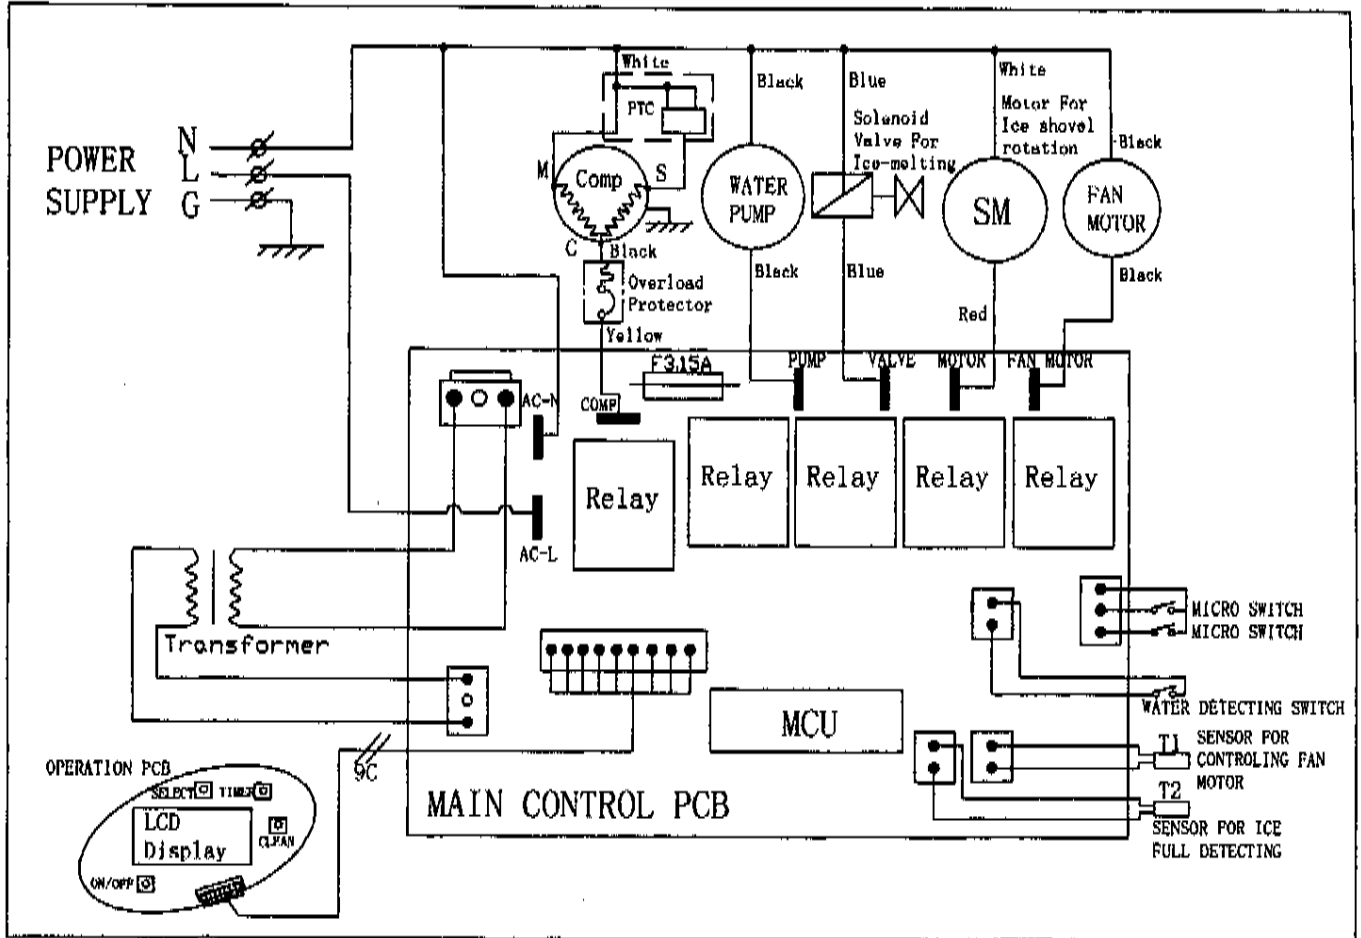 POWER
SUPPLY
N
L
G
White
PTC
M
S
Comp
C
Black
Overload
Protector
Yellow
Black
WATER
PUMP
Black
Blue
Solenoid
Valve For
Ice-melting
Blue
White
Motor For
Ice shovel
rotation
SM
Red
Black
FAN
MOTOR
Black
F3.15A
PUMP
VALVE
MOTOR
FAN MOTOR
AC-N
COMP
Relay
Relay
Relay
Relay
Relay
AC-L
Transformer
MICRO SWITCH
MICRO SWITCH
WATER DETECTING SWITCH
MCU
T1
SENSOR FOR
CONTROLING FAN
MOTOR
T2
SENSOR FOR ICE
FULL DETECTING
9C
MAIN CONTROL PCB
OPERATION PCB
SELECT
TIMER
LCD
Display
CLEAN
ON/OFF